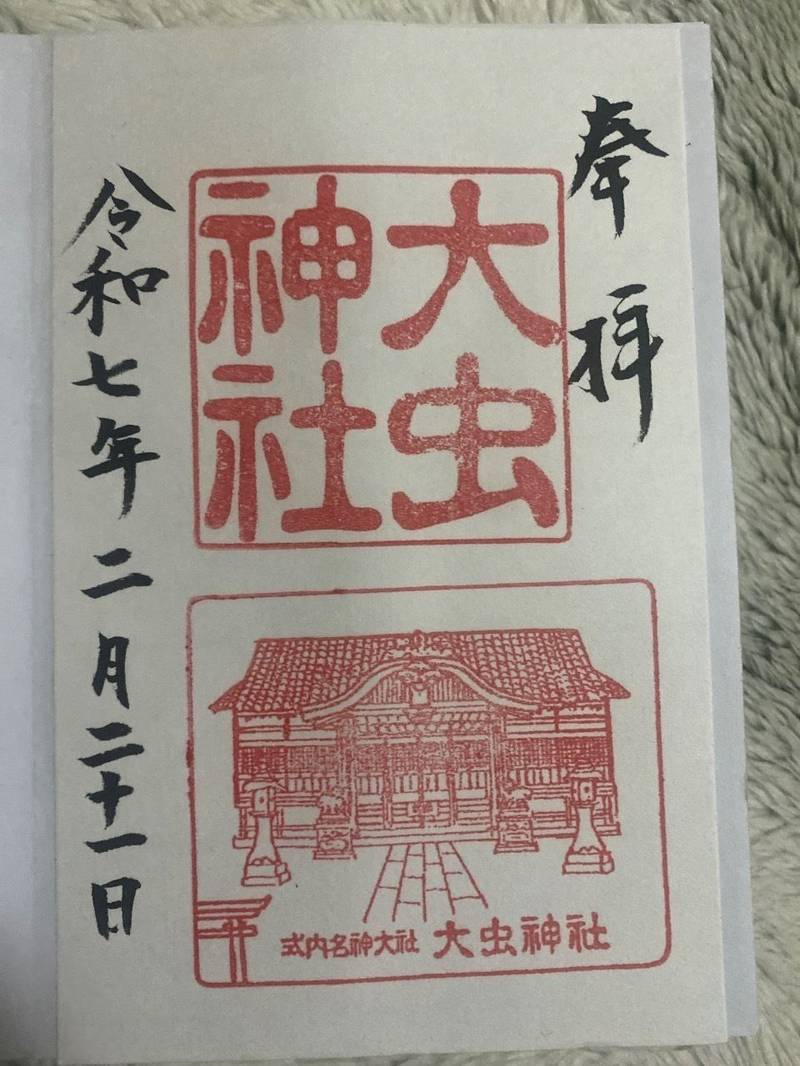 奉拝
大虫
神社
式内名神大社 大虫神社
令和七年二月二十一日